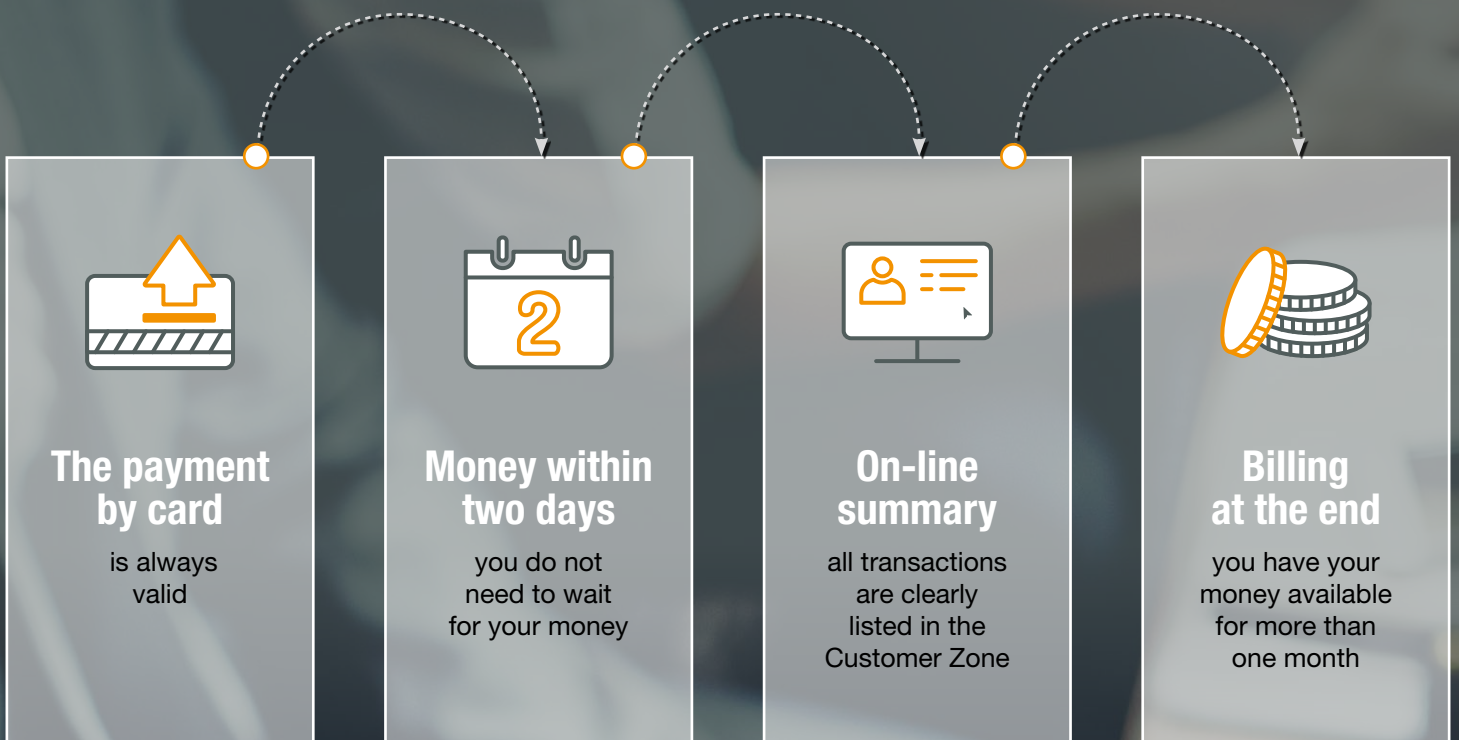 2
The payment
by card
is always
valid
Money within
two days
you do not
need to wait
for your money
On-line
summary
all transactions
are clearly
listed in the
Customer Zone
Billing
at the end
you have your
money available
for more than
one month